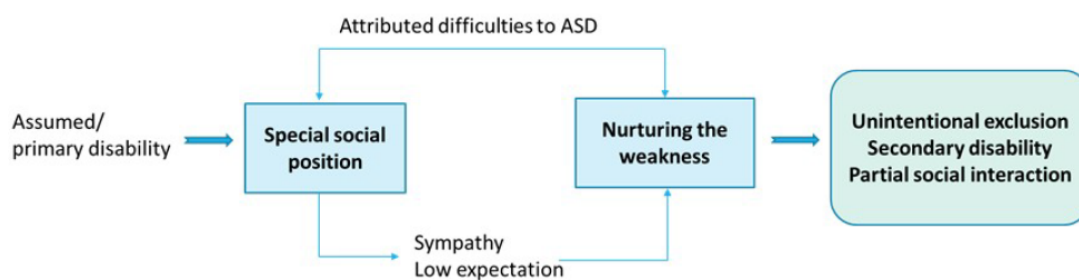 Attributed difficulties to ASD
Assumed/
primary disability
Special social
position
Nurturing the
weakness
Unintentional exclusion
Secondary disability
Partial social interaction
Sympathy
Low expectation